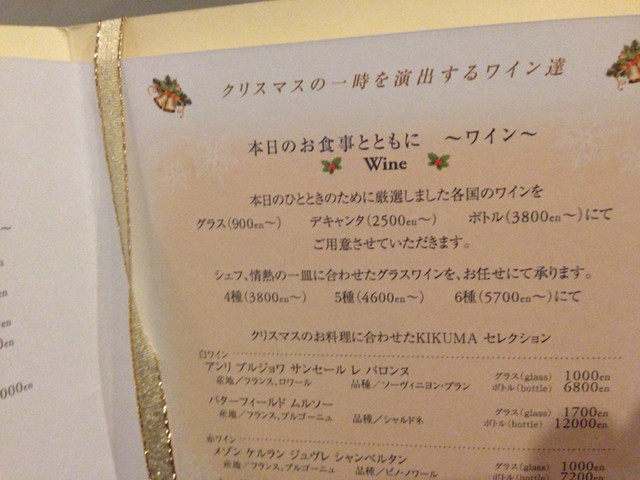 クリスマスの一時を演出するワイン達
本日のお食事とともに　～ワイン～
Wine
本日のひとときのために厳選しました各国のワインを
グラス(900en～)　デキャンタ(2500en～)　ボトル(3800en～)にて
ご用意させていただきます。
シェフ、情熱の一皿に合わせたグラスワインを、お任せにて承ります。
4種(3800en～)　5種(4600en～)　6種(5700en～)にて
クリスマスのお料理に合わせたKIKUMA セレクション
白ワイン
アンリ ブルジョワ サンセール レ バロンヌ　グラス(glass) 1000en
産地／フランス、ロワール　品種／ソーヴィニヨン・ブラン　ボトル(bottle) 6800en
バターフィールド ムルソー　グラス(glass) 1700en
産地／フランス、ブルゴーニュ　品種／シャルドネ　ボトル(bottle) 12000en
赤ワイン
メゾン ケルラン ジュヴレ シャンベルタン　グラス(glass) 1000en
産地／フランス、ブルゴーニュ　品種／ピノ・ノワール　ボトル(bottle) 7200en
～
en
000en